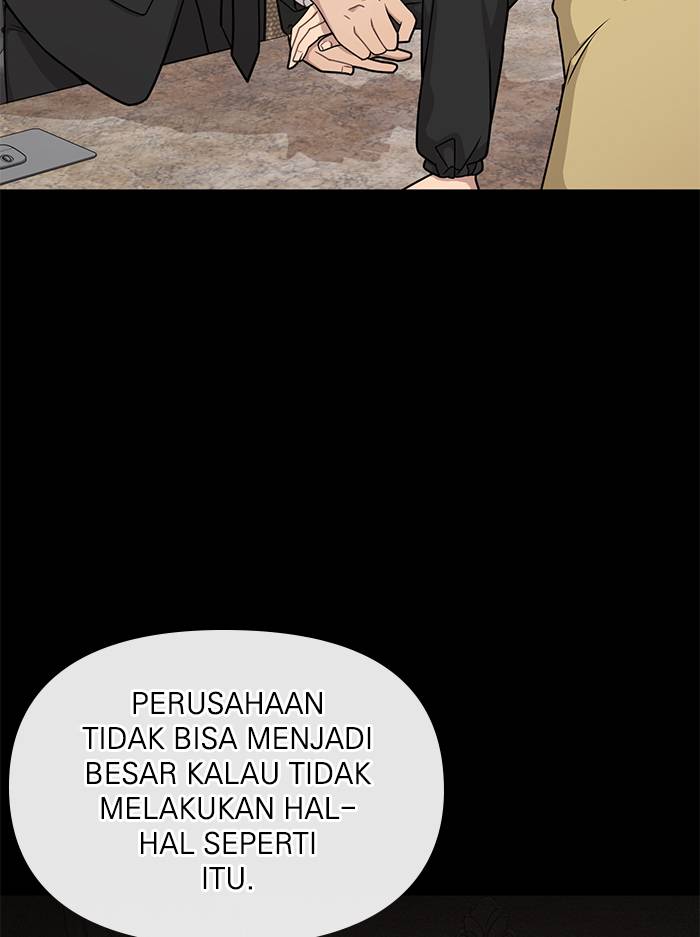 PERUSAHAAN
TIDAK BISA MENJADI
BESAR KALAU TIDAK
MELAKUKAN HAL-
HAL SEPERTI
ITU.